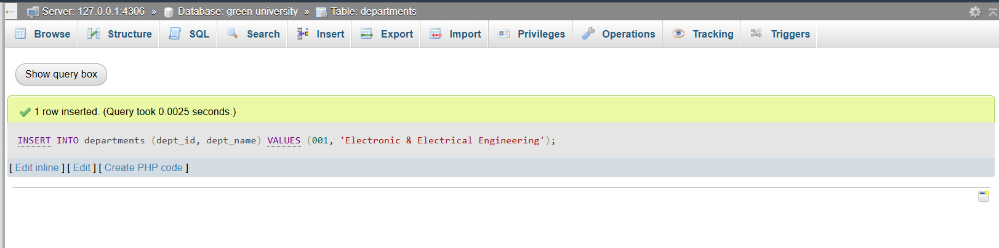 Server: 127.0.0.1:4306 » Database: green university » Table: departments
Browse Structure SQL Search Insert Export Import Privileges Operations Tracking Triggers
Show query box
1 row inserted. (Query took 0.0025 seconds.)
INSERT INTO departments (dept_id, dept_name) VALUES (001, 'Electronic & Electrical Engineering');
[ Edit inline ] [ Edit ] [ Create PHP code ]